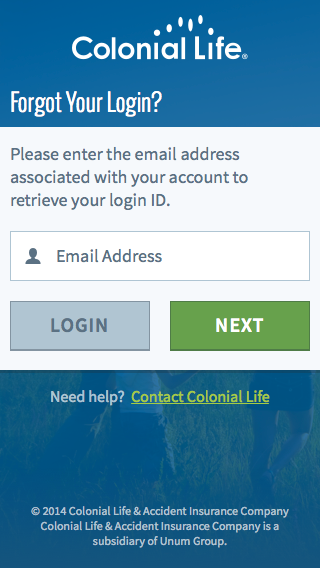 Colonial Life®
Forgot Your Login?
Please enter the email address
associated with your account to
retrieve your login ID.
Email Address
LOGIN
NEXT
Need help? Contact Colonial Life
© 2014 Colonial Life & Accident Insurance Company
Colonial Life & Accident Insurance Company is a
subsidiary of Unum Group.